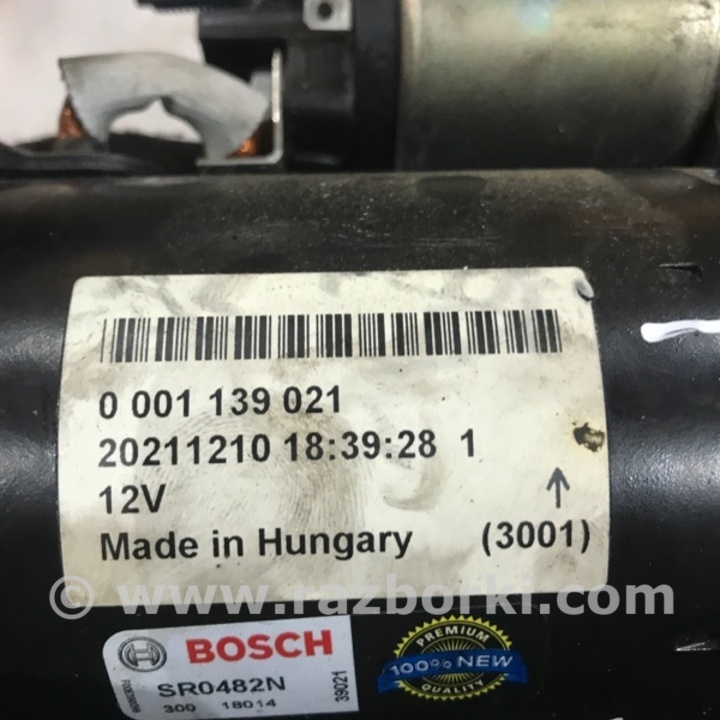 0 001 139 021
20211210 18:39:28 1
12V
Made in Hungary (3001)
© www.razborki.com
BOSCH
SR0482N
300 18014
39021
PREMIUM
100% NEW
QUALITY